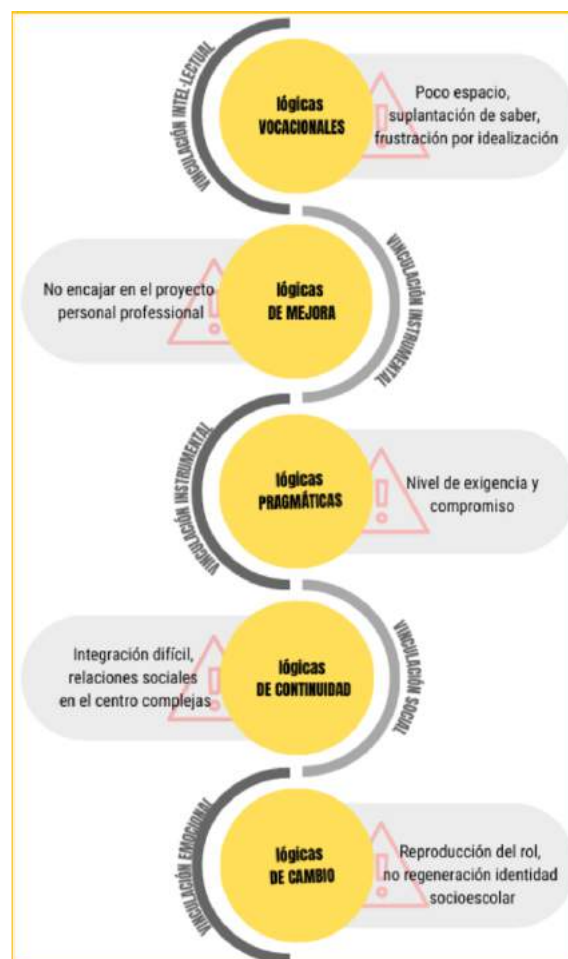 VINCULACIÓN INTEL·LECTUAL
lógicas
VOCACIONALES
Poco espacio,
suplantación de saber,
frustración por idealización
No encajar en el proyecto
personal professional
lógicas
DE MEJORA
VINCULACIÓN INSTRUMENTAL
VINCULACIÓN INSTRUMENTAL
lógicas
PRAGMÁTICAS
Nivel de exigencia y
compromiso
Integración difícil,
relaciones sociales
en el centro complejas
lógicas
DE CONTINUIDAD
VINCULACIÓN SOCIAL
VINCULACIÓN EMOCIONAL
lógicas
DE CAMBIO
Reproducción del rol,
no regeneración identidad
socioescolar